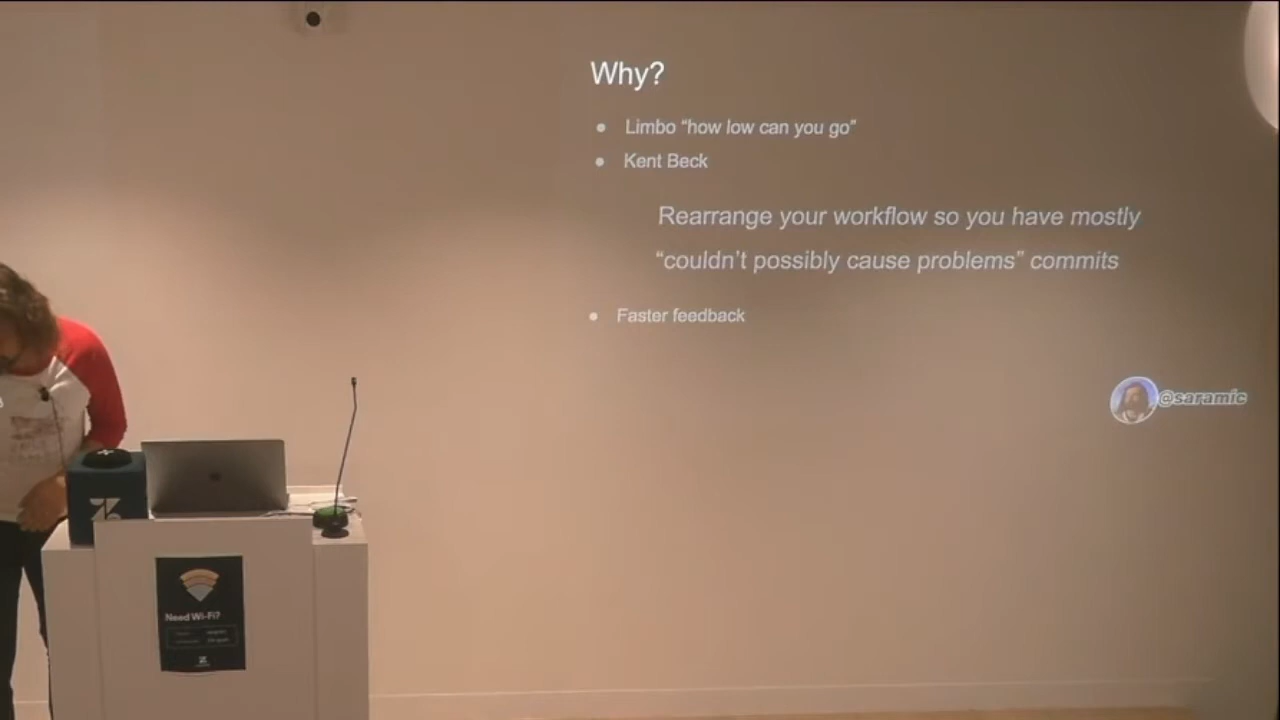 Why?
Limbo “how low can you go”
Kent Beck
Rearrange your workflow so you have mostly
“couldn’t possibly cause problems” commits
Faster feedback
@saramic
Need Wi-Fi?